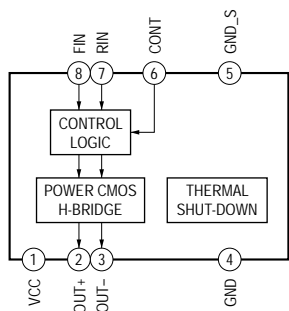 FIN
RIN
CONT
GND_S
8
7
6
5
CONTROL
LOGIC
POWER CMOS
H-BRIDGE
THERMAL
SHUT-DOWN
1
2
3
4
VCC
OUT+
OUT−
GND